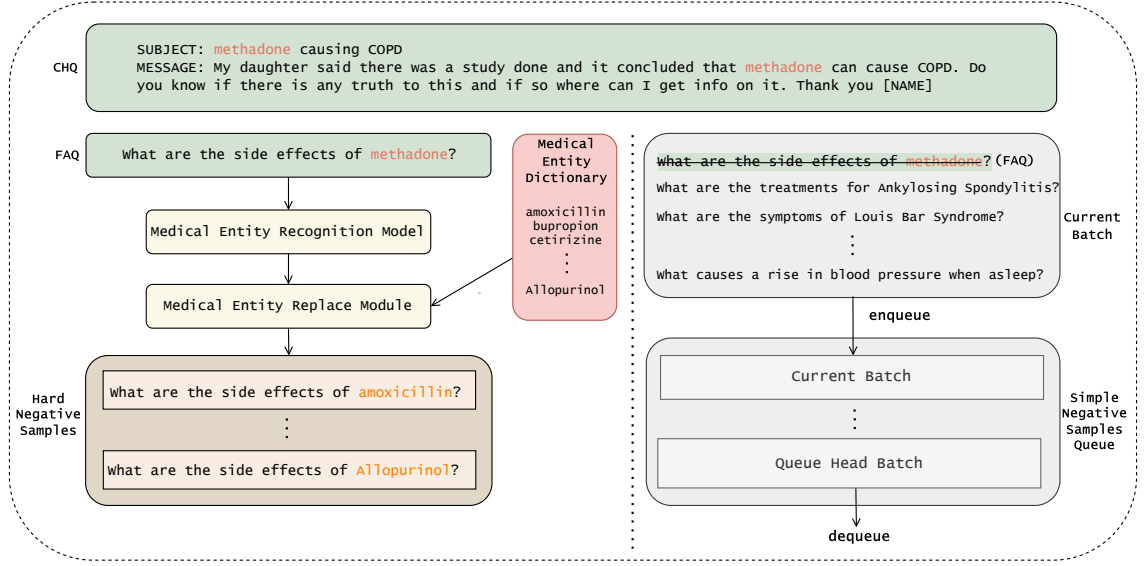 CHQ
SUBJECT: methadone causing COPD
MESSAGE: My daughter said there was a study done and it concluded that methadone can cause COPD. Do
you know if there is any truth to this and if so where can I get info on it. Thank you [NAME]
FAQ
What are the side effects of methadone?
Medical Entity Recognition Model
Medical Entity Replace Module
Medical
Entity
Dictionary
amoxicillin
bupropion
cetirizine
Allopurinol
Hard
Negative
Samples
What are the side effects of amoxicillin?
What are the side effects of Allopurinol?
What are the side effects of methadone?(FAQ)
What are the treatments for Ankylosing Spondylitis?
What are the symptoms of Louis Bar Syndrome?
What causes a rise in blood pressure when asleep?
Current
Batch
enqueue
Current Batch
Queue Head Batch
Simple
Negative
Samples
Queue
dequeue